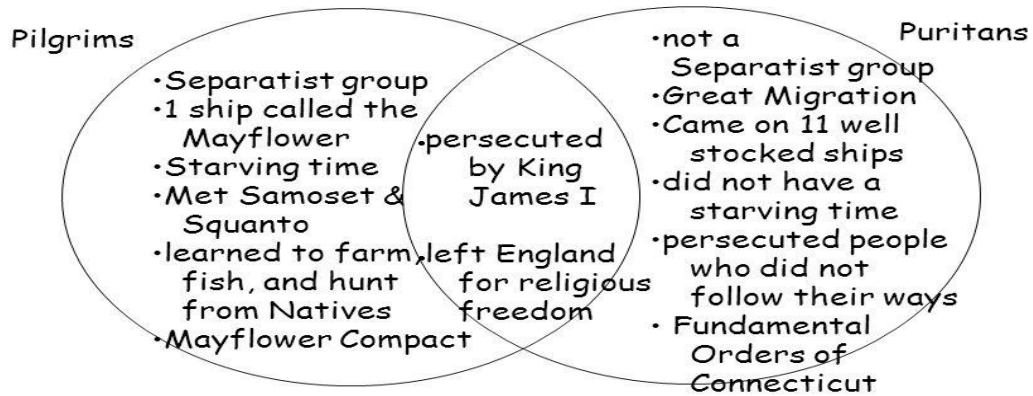 Pilgrims
•Separatist group
•1 ship called the
Mayflower
•Starving time
•Met Samoset &
Squanto
•learned to farm,
fish, and hunt
from Natives
•Mayflower Compact
•persecuted
by King
James I
•left England
for religious
freedom
Puritans
•not a
Separatist group
•Great Migration
•Came on 11 well
stocked ships
•did not have a
starving time
•persecuted people
who did not
follow their ways
• Fundamental
Orders of
Connecticut